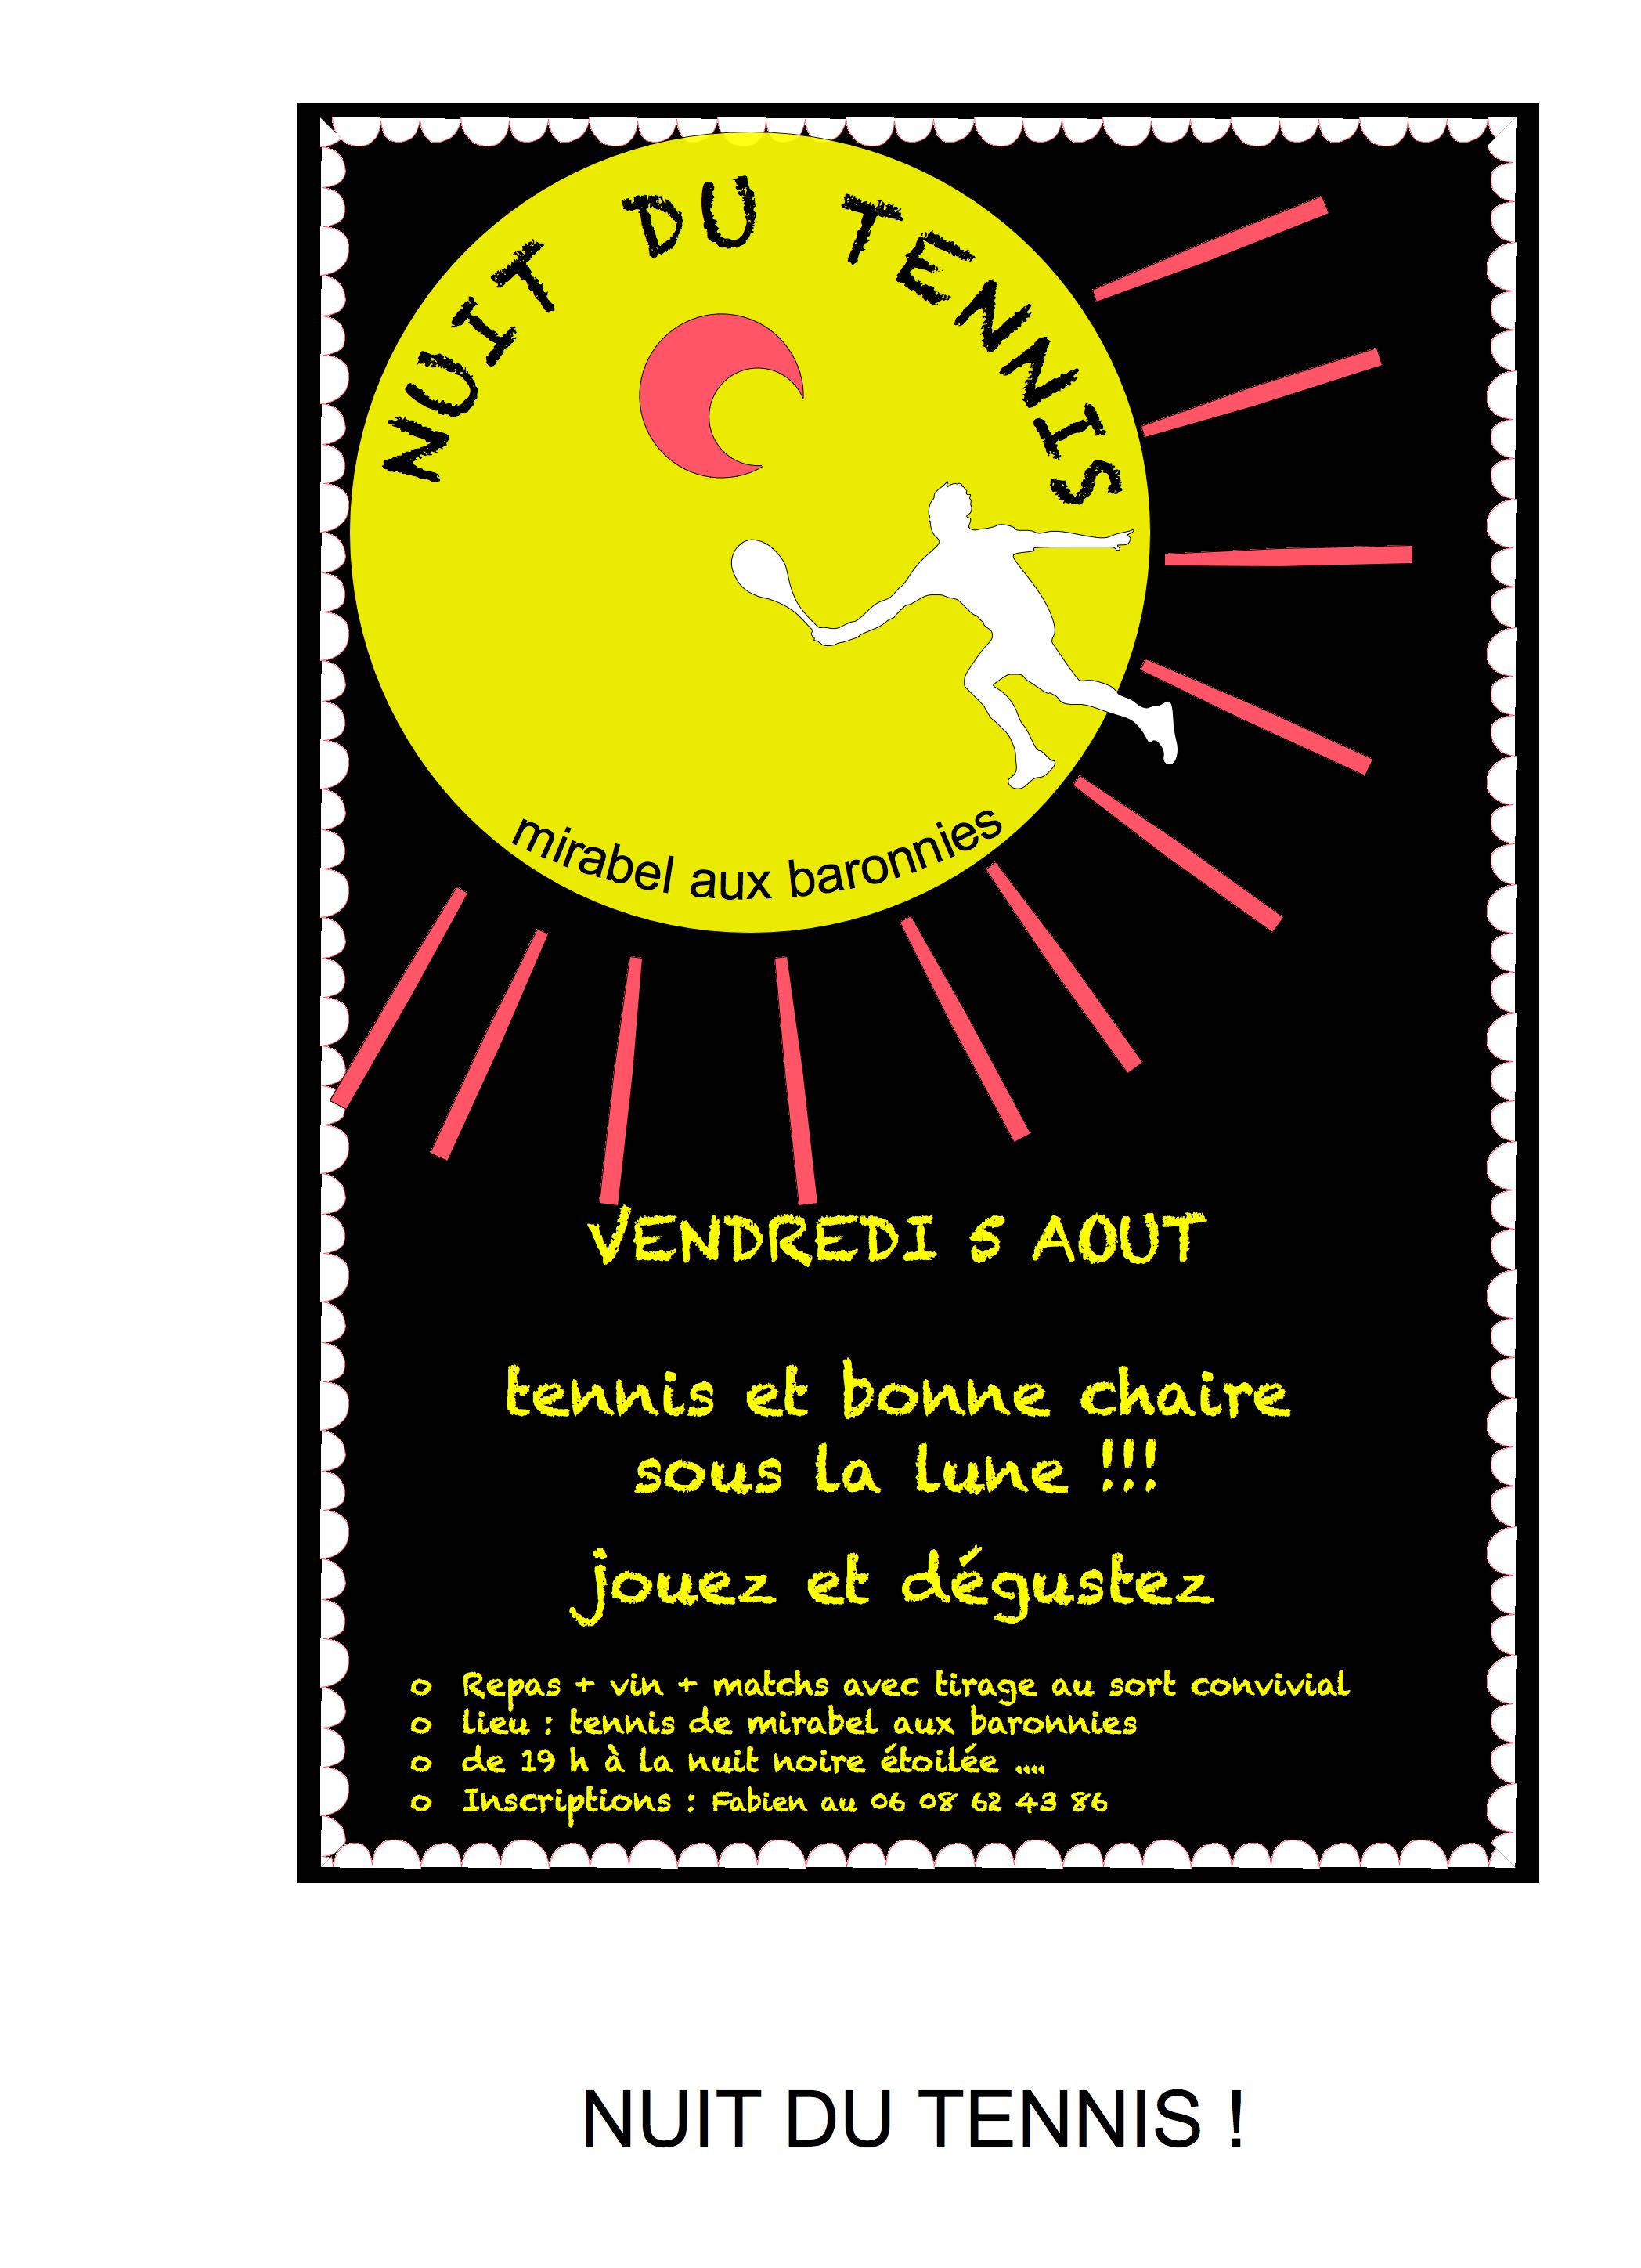 NUIT DU TENNIS
mirabel aux baronnies
VENDREDI 5 AOUT
tennis et bonne chaire
sous la lune !!!
jouez et dégustez
o Repas + vin + matchs avec tirage au sort convivial
o lieu : tennis de mirabel aux baronnies
o de 19 h à la nuit noire étoilée ....
o Inscriptions : Fabien au 06 08 62 43 86
NUIT DU TENNIS !